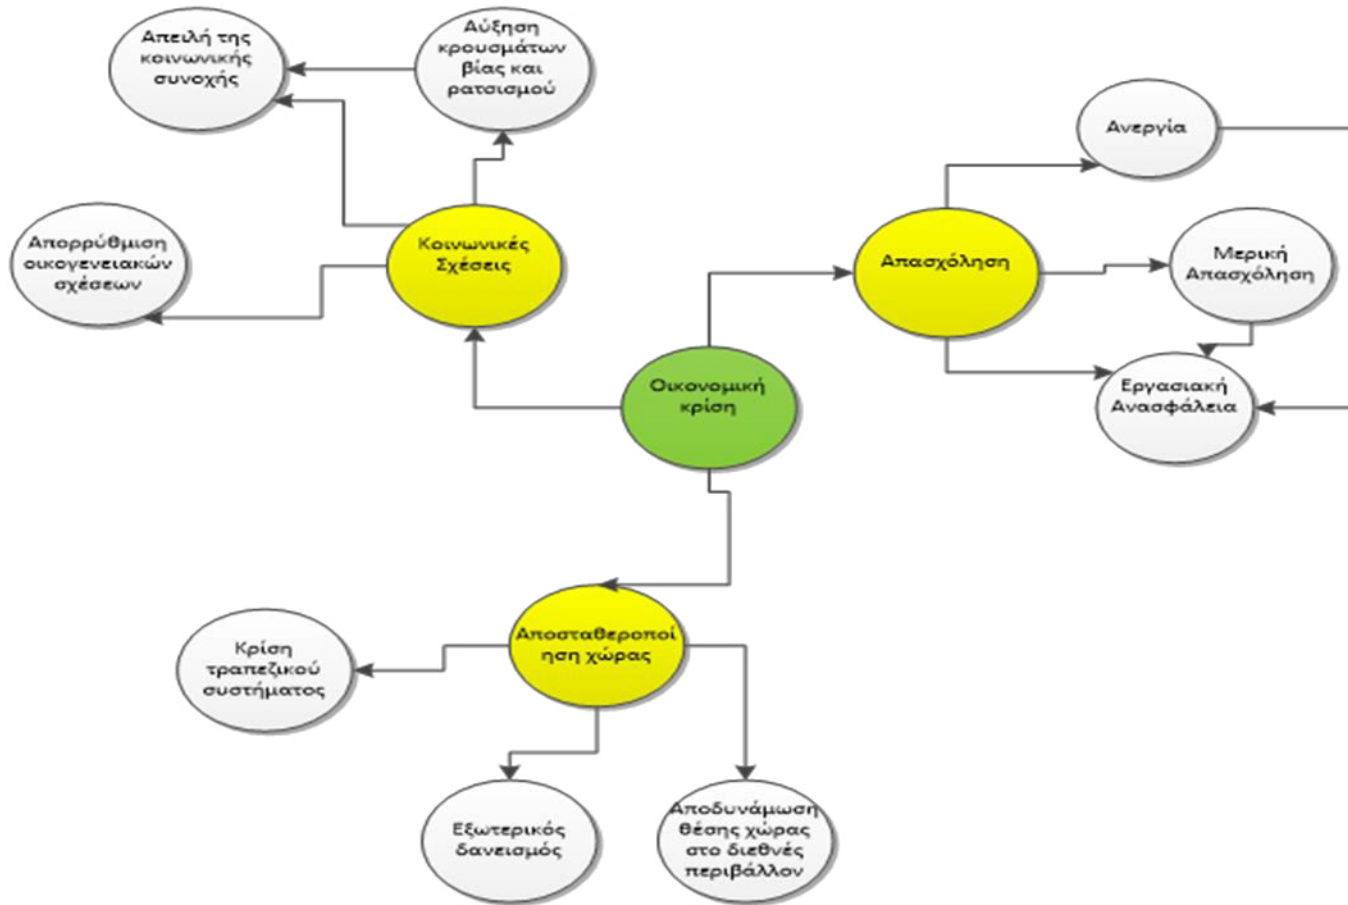 Απειλή της
κοινωνικής
συνοχής
Αύξηση
κρουσμάτων
βίας και
ρατσισμού
Ανεργία
Απορρύθμιση
οικογενειακών
σχέσεων
Κοινωνικές
Σχέσεις
Απασχόληση
Μερική
Απασχόληση
Οικονομική
κρίση
Εργασιακή
Ανασφάλεια
Κρίση
τραπεζικού
συστήματος
Αποσταθεροποί
ηση χώρας
Εξωτερικός
δανεισμός
Αποδυνάμωση
θέσης χώρας
στο διεθνές
περιβάλλον